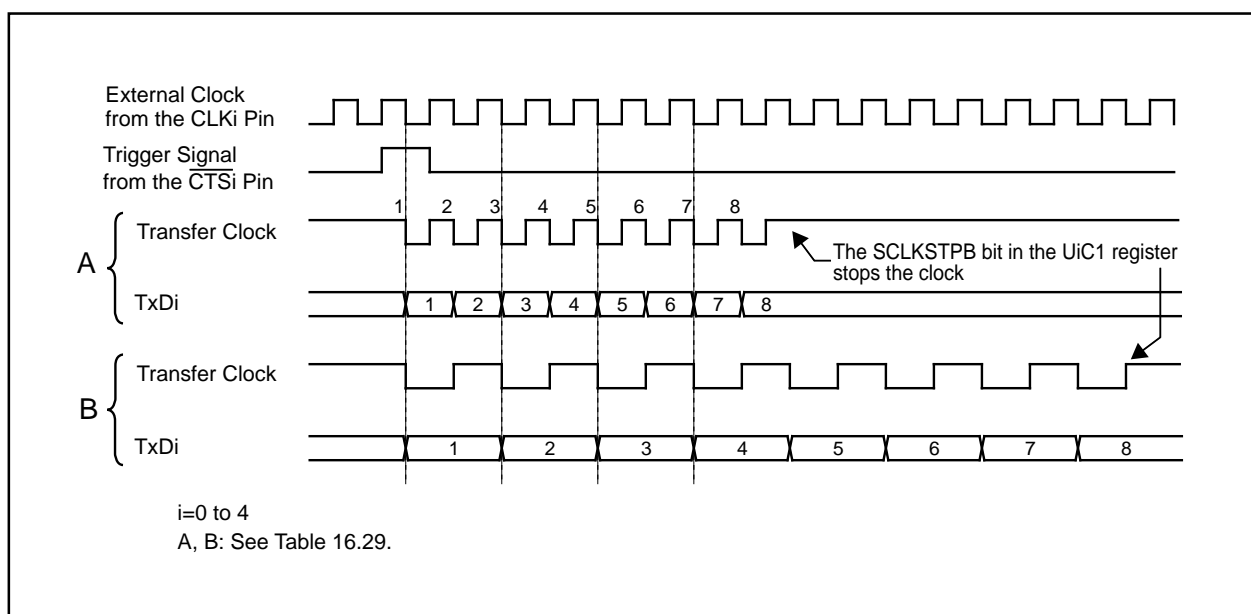 External Clock
from the CLKi Pin
Trigger Signal
from the CTSi Pin
1 2 3 4 5 6 7 8
Transfer Clock
The SCLKSTPB bit in the UiC1 register
stops the clock
A
TxDi
1 2 3 4 5 6 7 8
Transfer Clock
B
TxDi
1 2 3 4 5 6 7 8
i=0 to 4
A, B: See Table 16.29.